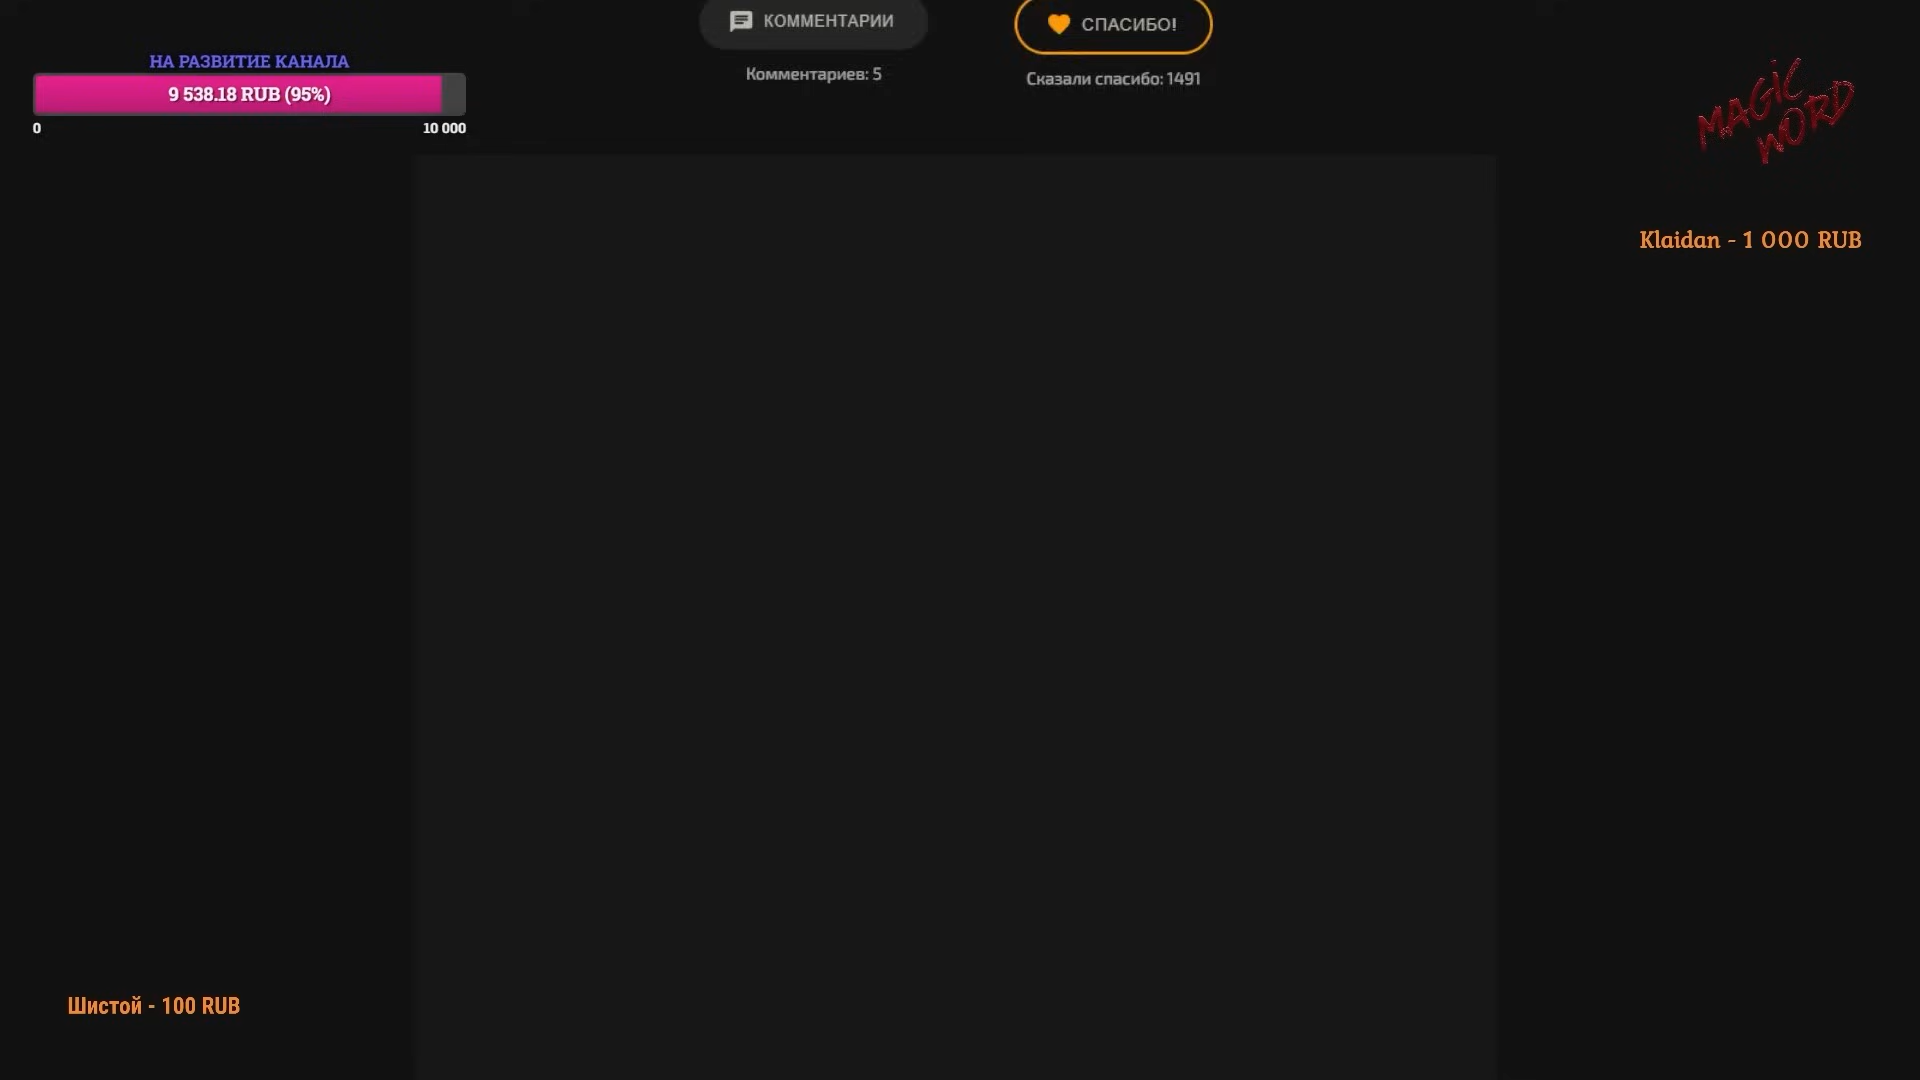 КОММЕНТАРИИ
СПАСИБО!
Комментариев: 5
Сказали спасибо: 1491
НА РАЗВИТИЕ КАНАЛА
9 538.18 RUB (95%)
0
10 000
MAGIC
WORD
Klaidan - 1 000 RUB
Шистой - 100 RUB